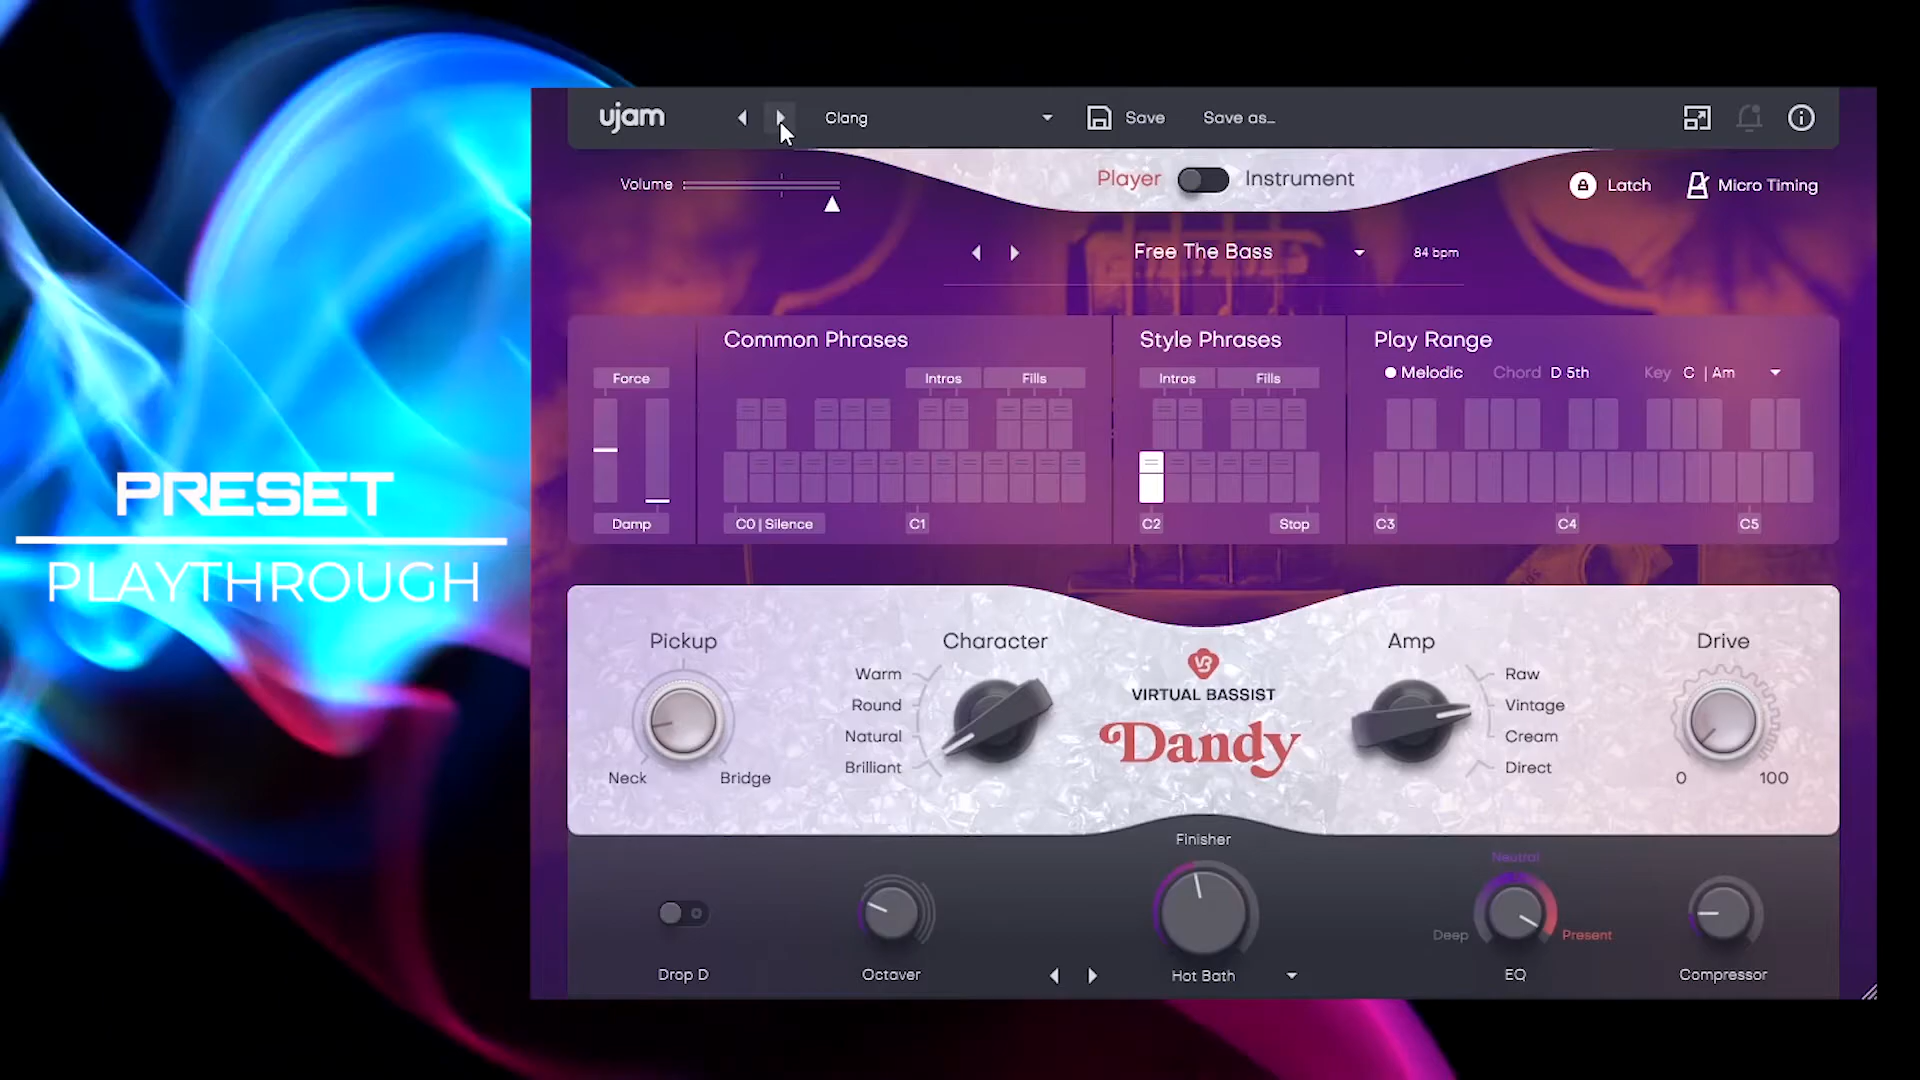 ujam
Clang
Save
Save as...
Volume
Player
Instrument
Latch
Micro Timing
Free The Bass
84 bpm
Common Phrases
Style Phrases
Play Range
Melodic
Chord D 5th
Key C | Am
Force
Intros
Fills
Intros
Fills
PRESET
PLAYTHROUGH
Damp
C0 | Silence
C1
C2
Stop
C3
C4
C5
Pickup
Neck
Bridge
Character
Warm
Round
Natural
Brilliant
VB
VIRTUAL BASSIST
Dandy
Amp
Raw
Vintage
Cream
Direct
Drive
0
100
Finisher
Neutral
Deep
Present
Drop D
Octaver
Hot Bath
EQ
Compressor